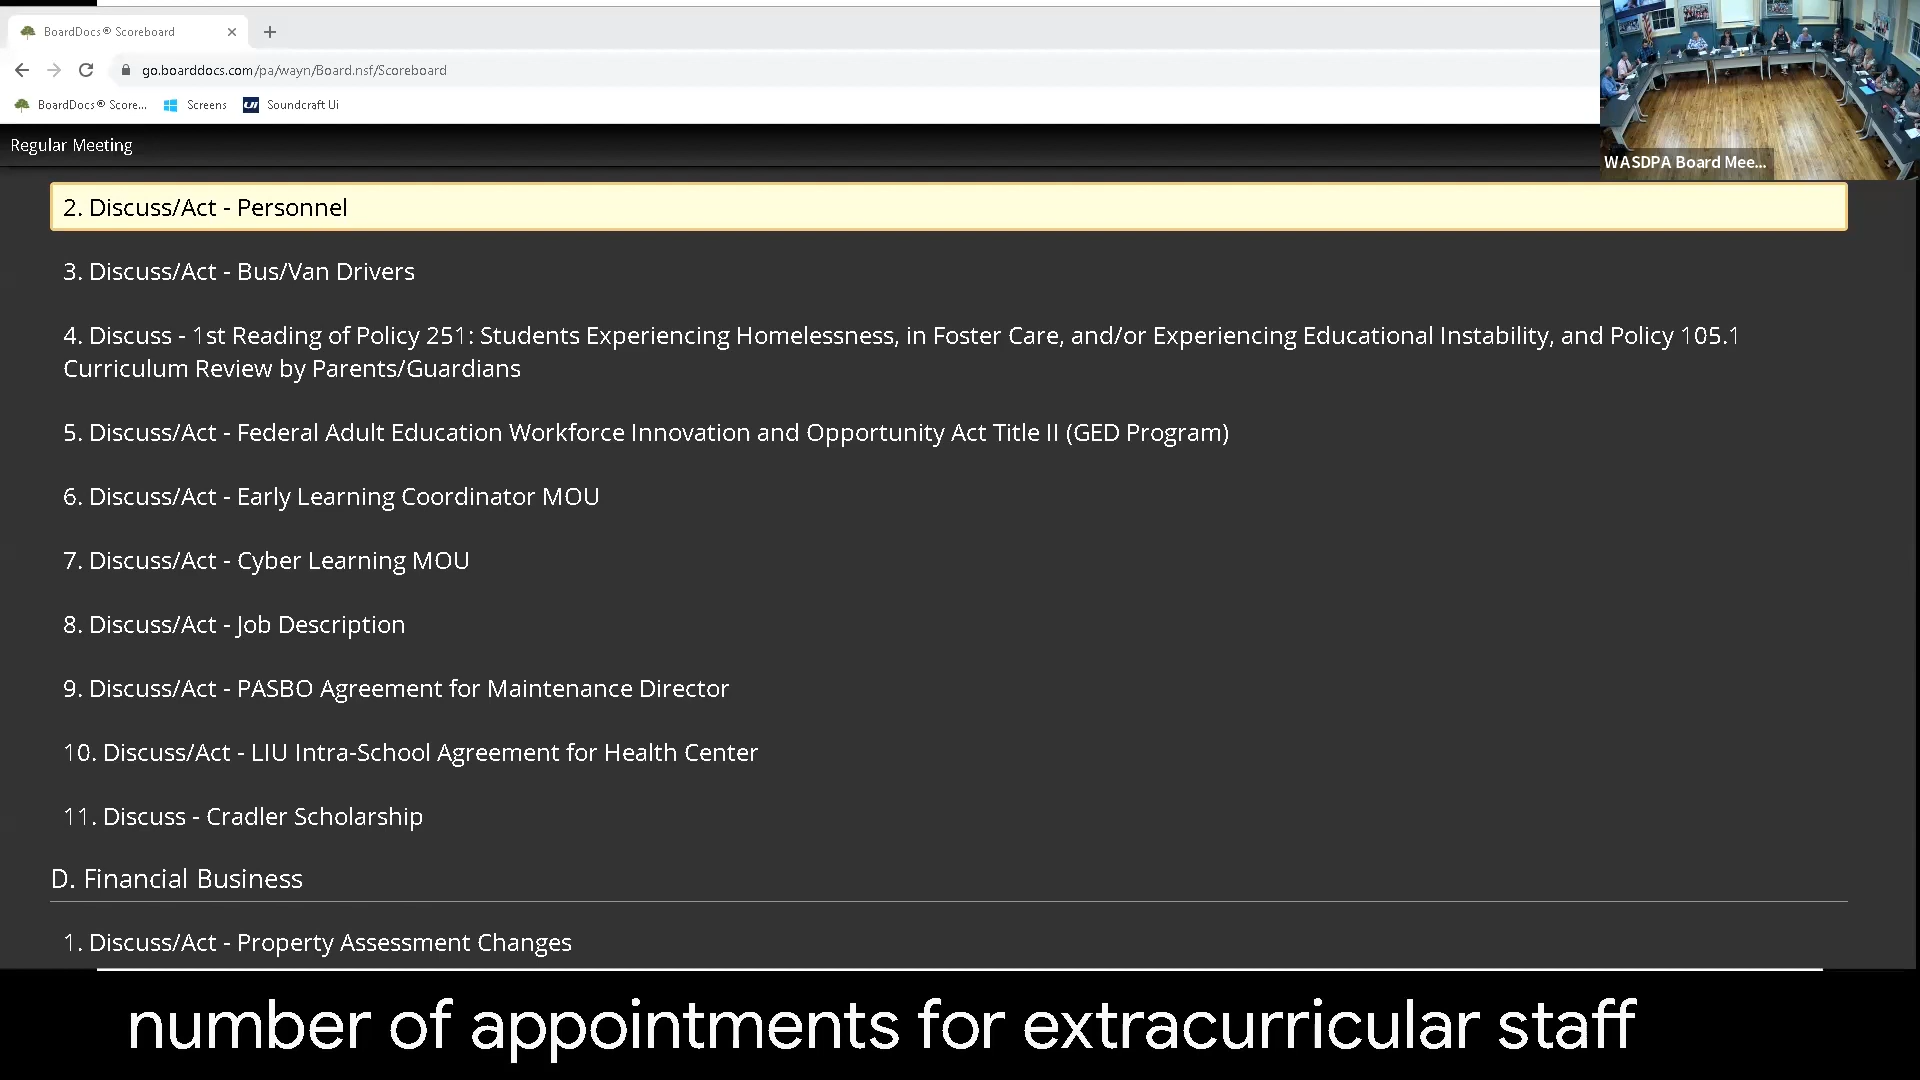 BoardDocs® Scoreboard
go.boarddocs.com/pa/wayn/Board.nsf/Scoreboard
BoardDocs® Score... Screens Soundcraft Ui
Regular Meeting
WASDPA Board Mee...
2. Discuss/Act - Personnel
3. Discuss/Act - Bus/Van Drivers
4. Discuss - 1st Reading of Policy 251: Students Experiencing Homelessness, in Foster Care, and/or Experiencing Educational Instability, and Policy 105.1
Curriculum Review by Parents/Guardians
5. Discuss/Act - Federal Adult Education Workforce Innovation and Opportunity Act Title II (GED Program)
6. Discuss/Act - Early Learning Coordinator MOU
7. Discuss/Act - Cyber Learning MOU
8. Discuss/Act - Job Description
9. Discuss/Act - PASBO Agreement for Maintenance Director
10. Discuss/Act - LIU Intra-School Agreement for Health Center
11. Discuss - Cradler Scholarship
D. Financial Business
1. Discuss/Act - Property Assessment Changes
number of appointments for extracurricular staff